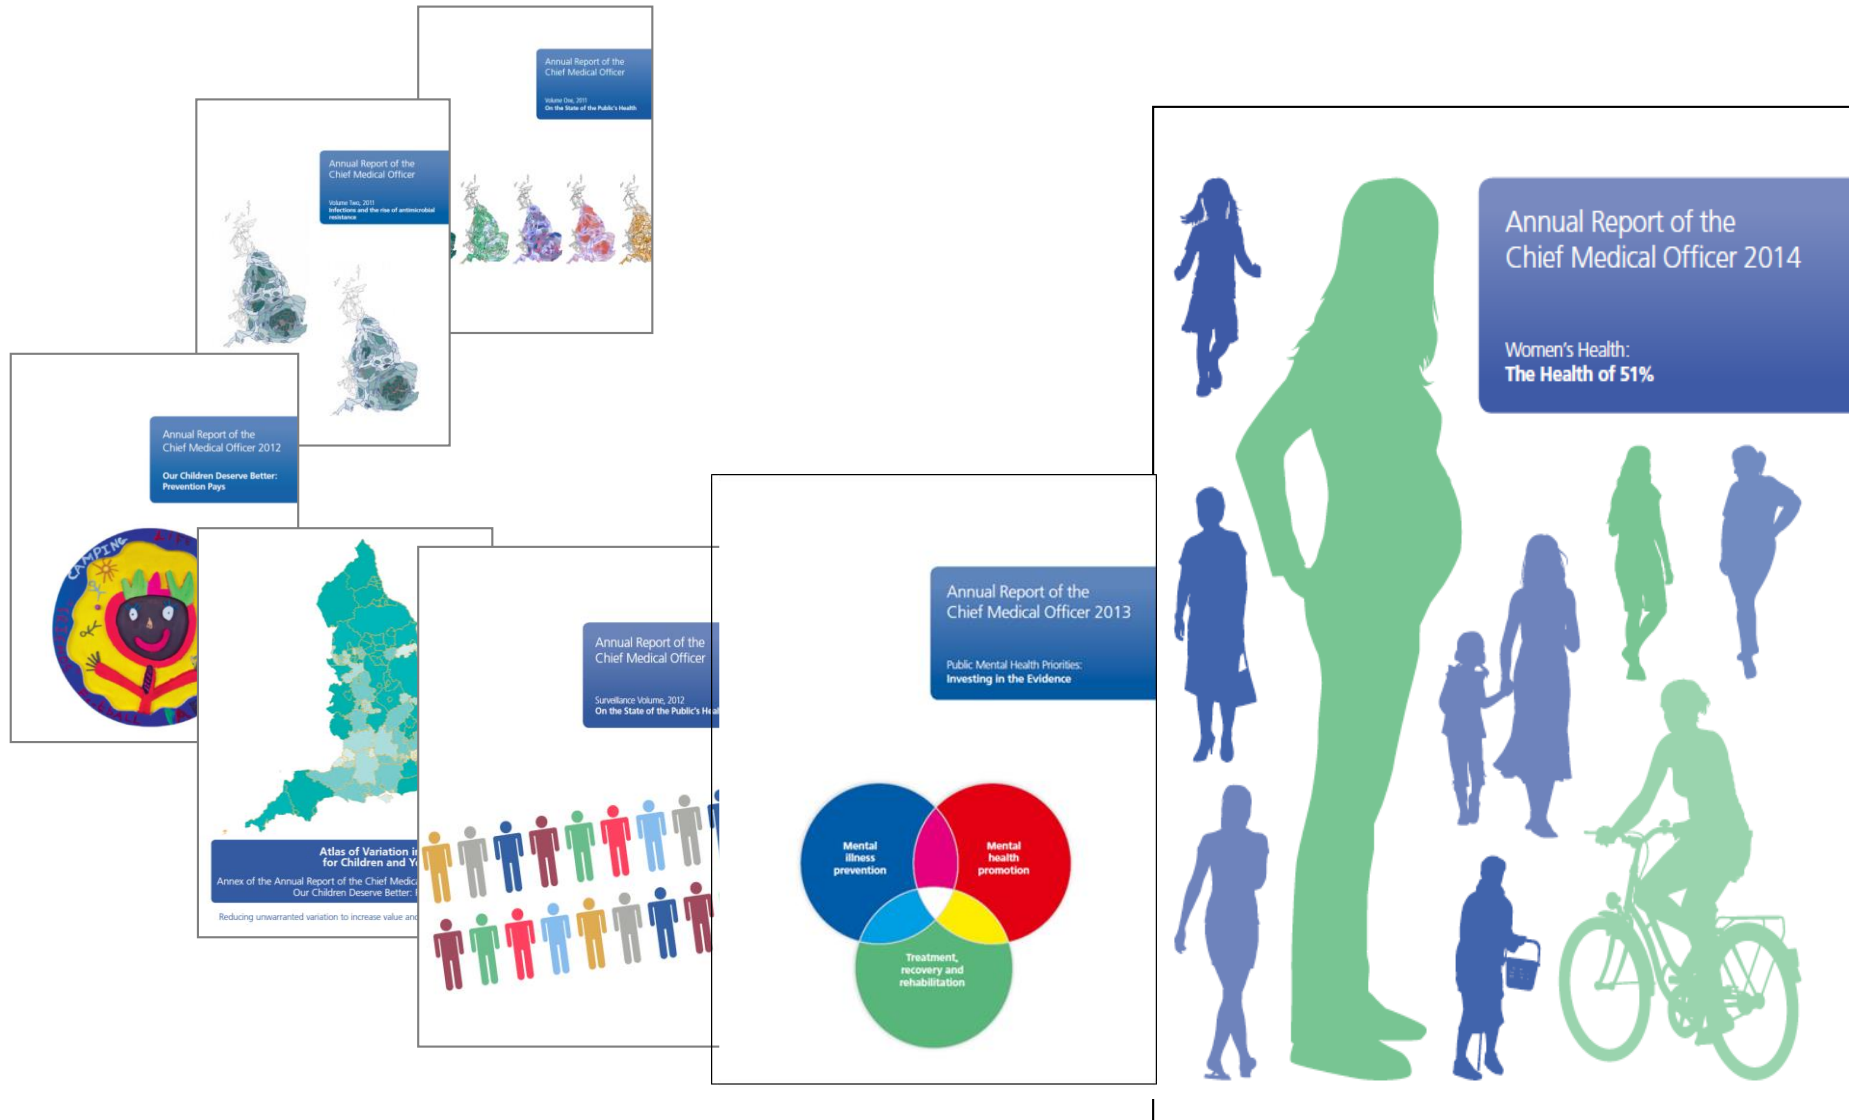 Annual Report of the
Chief Medical Officer
Volume One, 2011
On the State of the Public's Health
Annual Report of the
Chief Medical Officer
Volume Two, 2011
Infections and the rise of antimicrobial
resistance
Annual Report of the
Chief Medical Officer 2012
Our Children Deserve Better:
Prevention Pays
CAMPING
Atlas of Variation in
for Children and Y
Annex of the Annual Report of the Chief Medica
Our Children Deserve Better:
Reducing unwarranted variation to increase value and
Annual Report of the
Chief Medical Officer
Surveillance Volume, 2012
On the State of the Public's Heal
Annual Report of the
Chief Medical Officer 2013
Public Mental Health Priorities:
Investing in the Evidence
Mental
illness
prevention
Mental
health
promotion
Treatment,
recovery and
rehabilitation
Annual Report of the
Chief Medical Officer 2014
Women's Health:
The Health of 51%